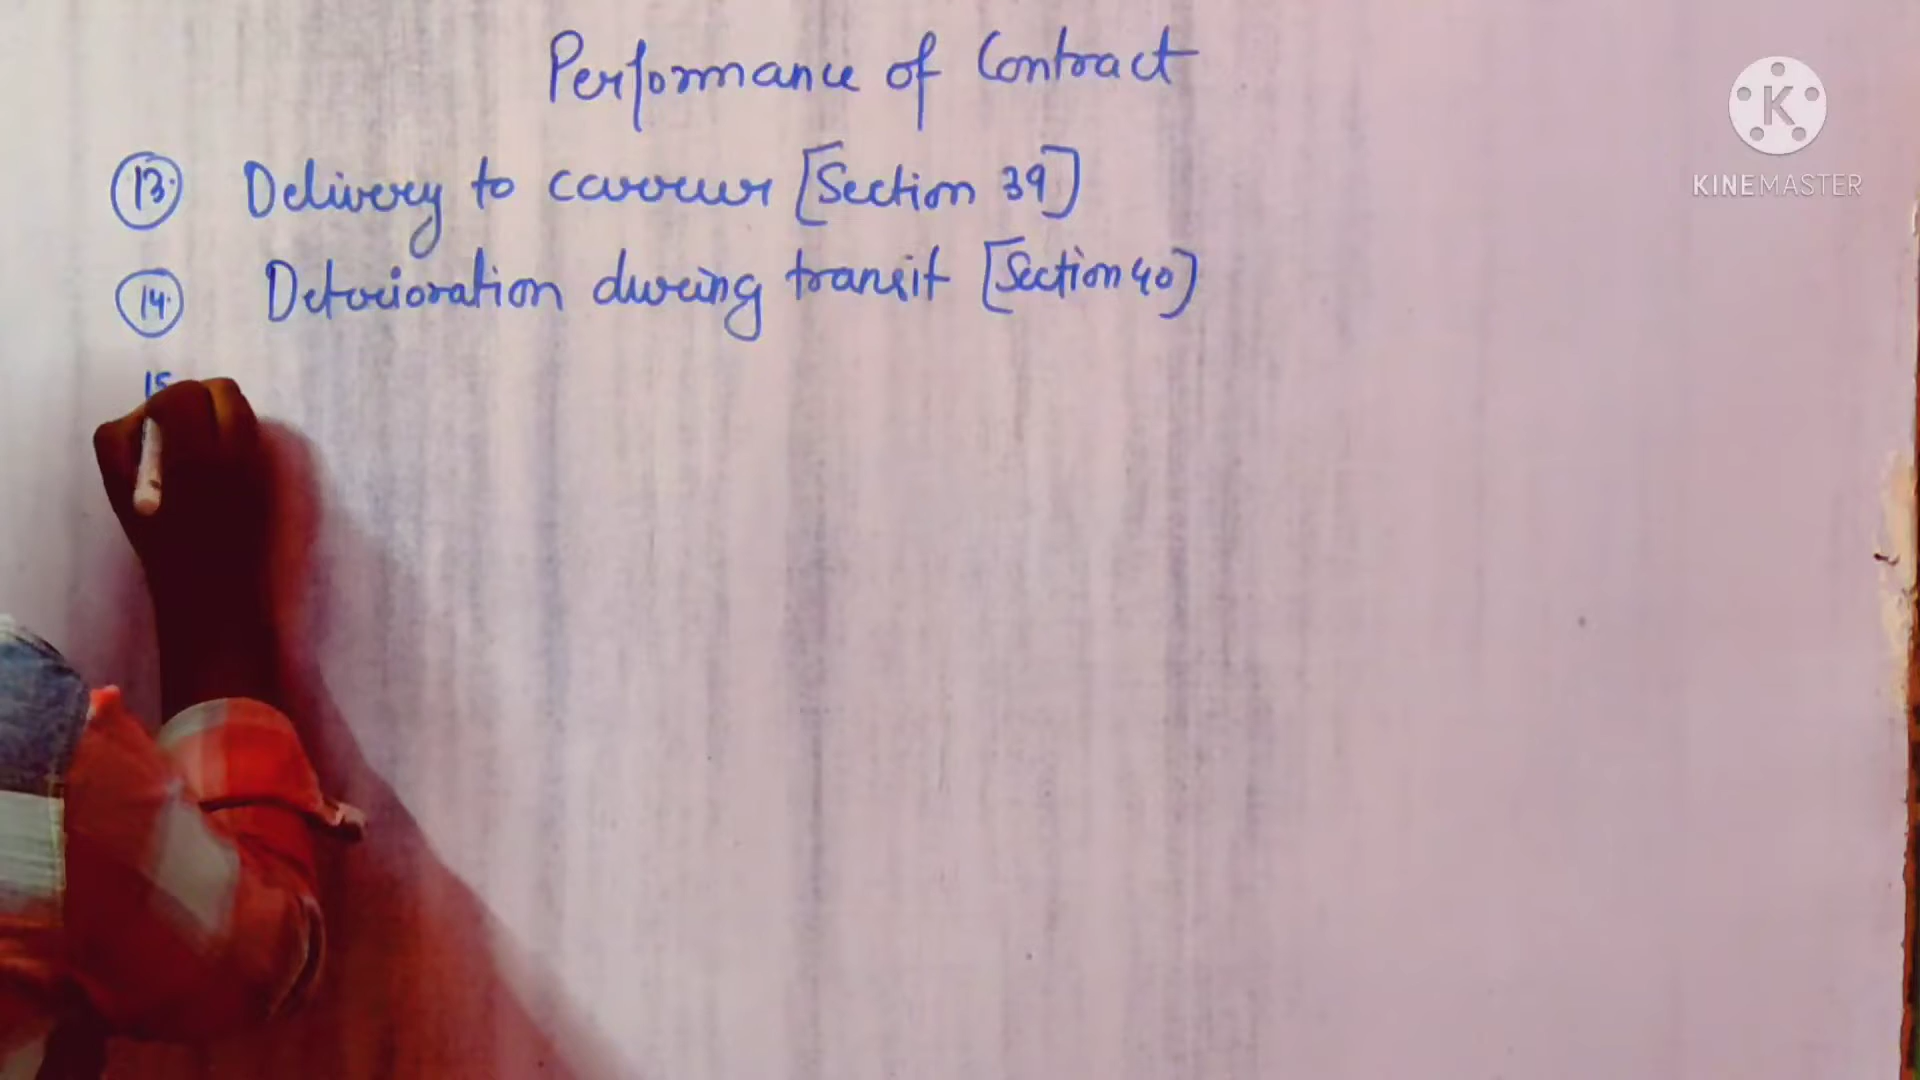 Performance of Contract
K
KINEMASTER
13. Delivery to carrier [Section 39]
14. Deterioration during transit [Section 40]
15